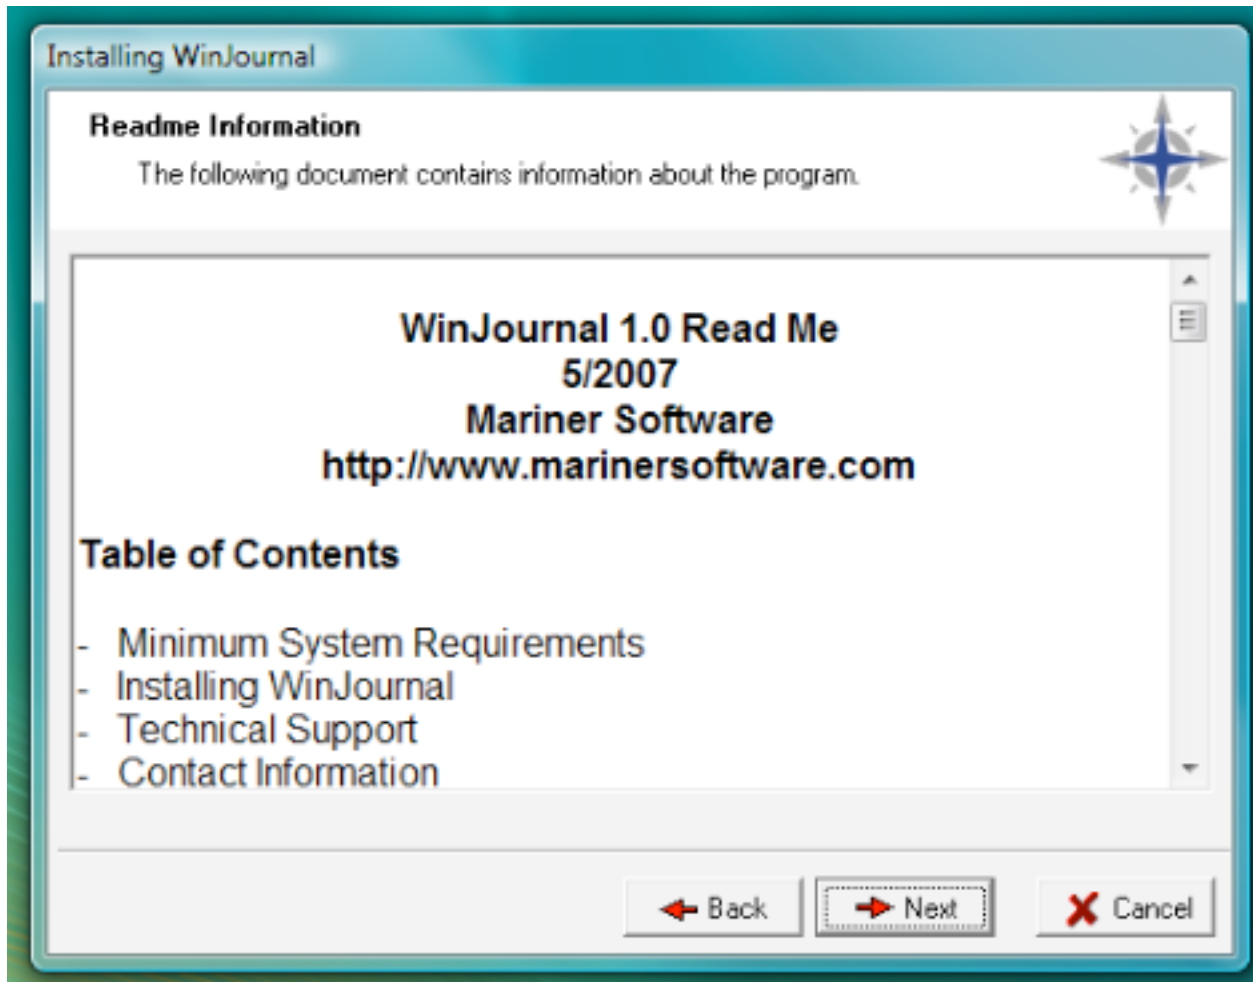 Installing WinJournal
Readme Information
The following document contains information about the program.
WinJournal 1.0 Read Me
5/2007
Mariner Software
http://www.marinersoftware.com
Table of Contents
- Minimum System Requirements
- Installing WinJournal
- Technical Support
- Contact Information
Back Next Cancel